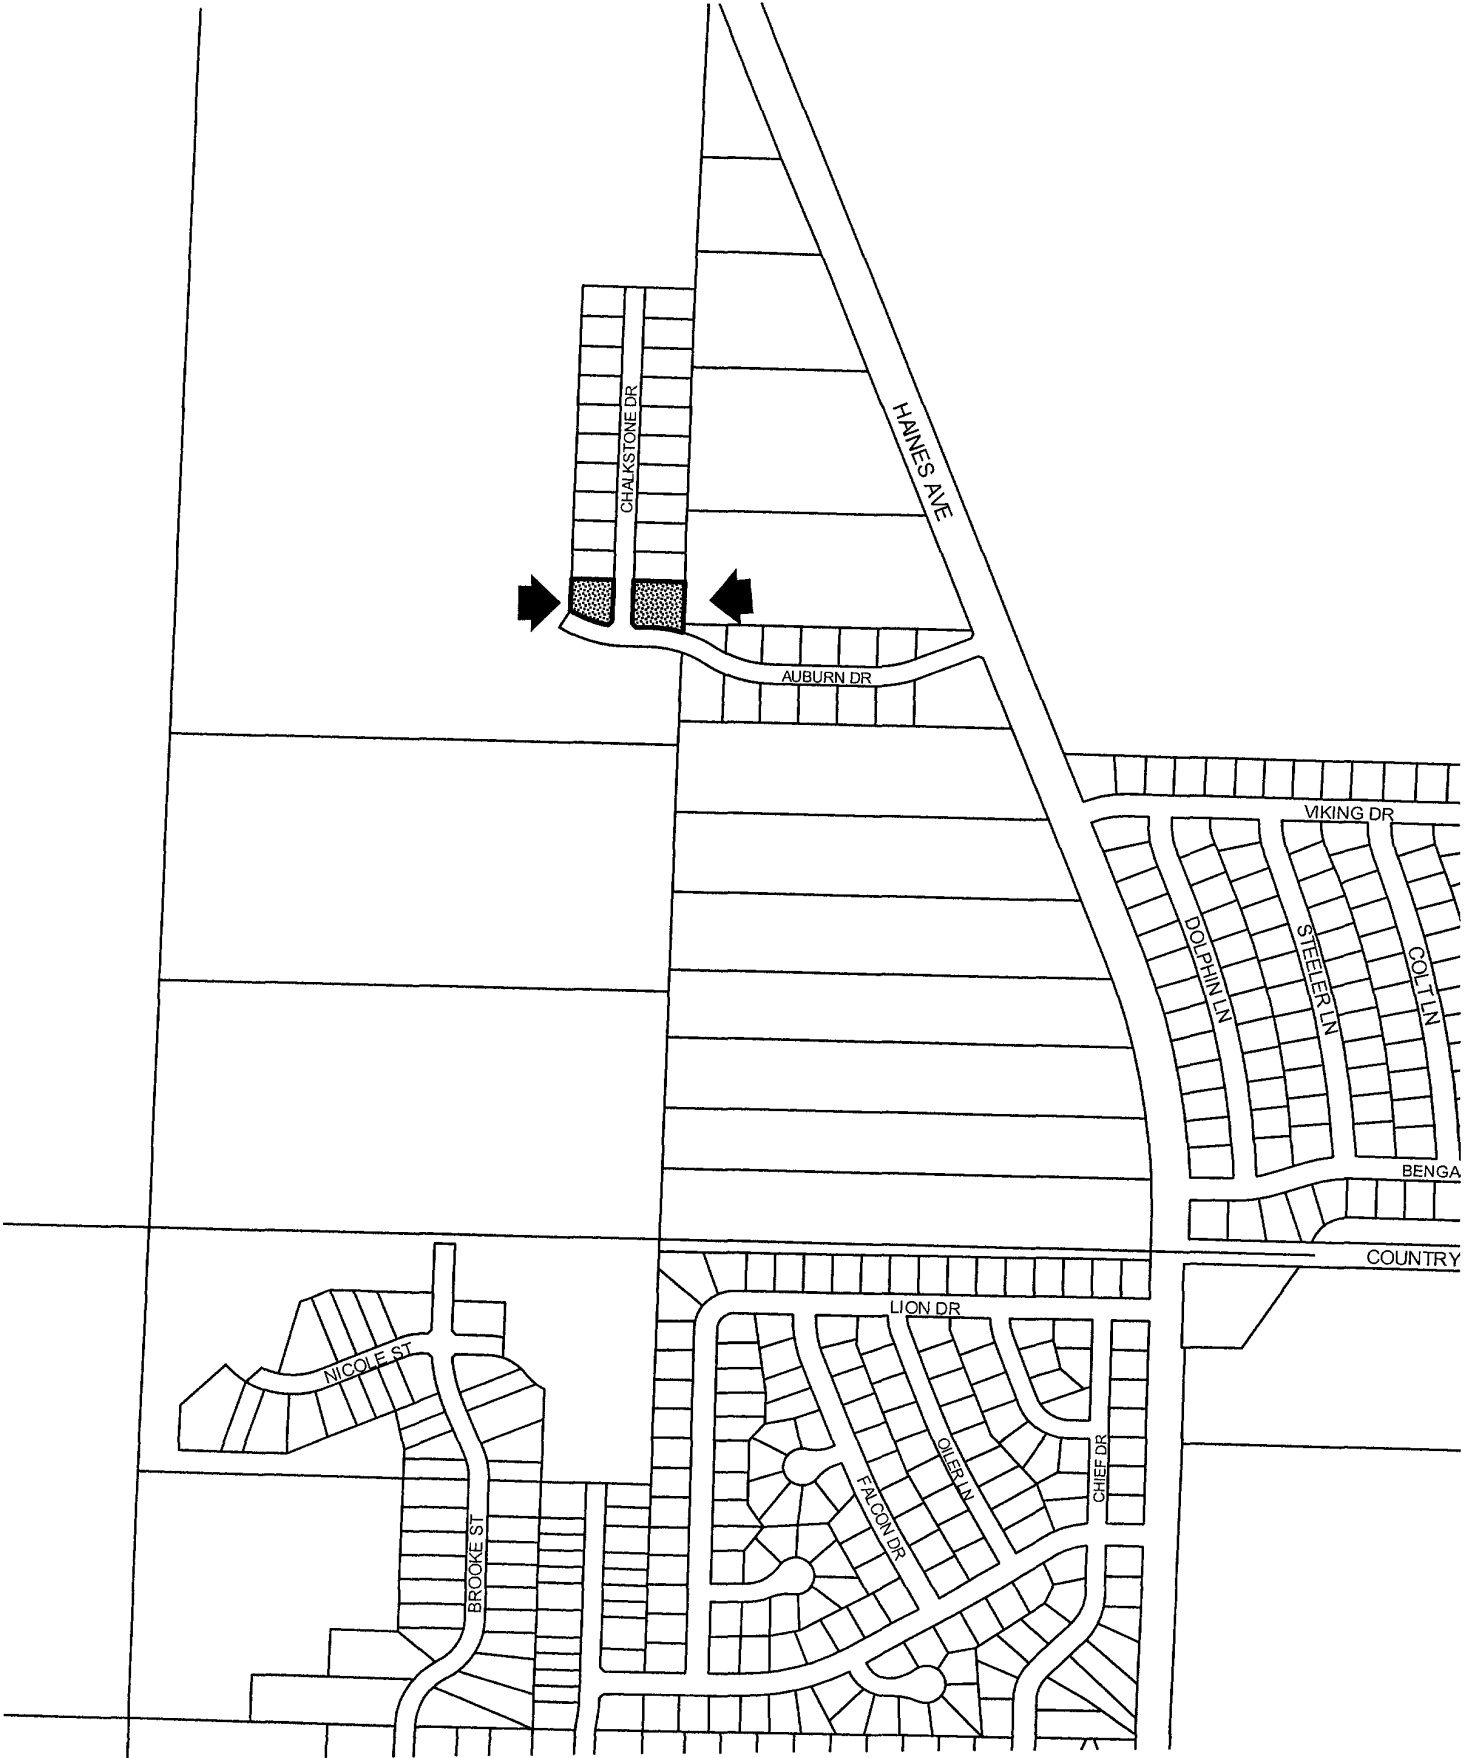 CHALKSTONE DR
HAINES AVE
AUBURN DR
VIKING DR
DOLPHIN LN
STEELER LN
COLT LN
BENGA
COUNTRY
LION DR
NICOLE ST
OILER LN
CHIEF DR
FALCON DR
BROOKE ST